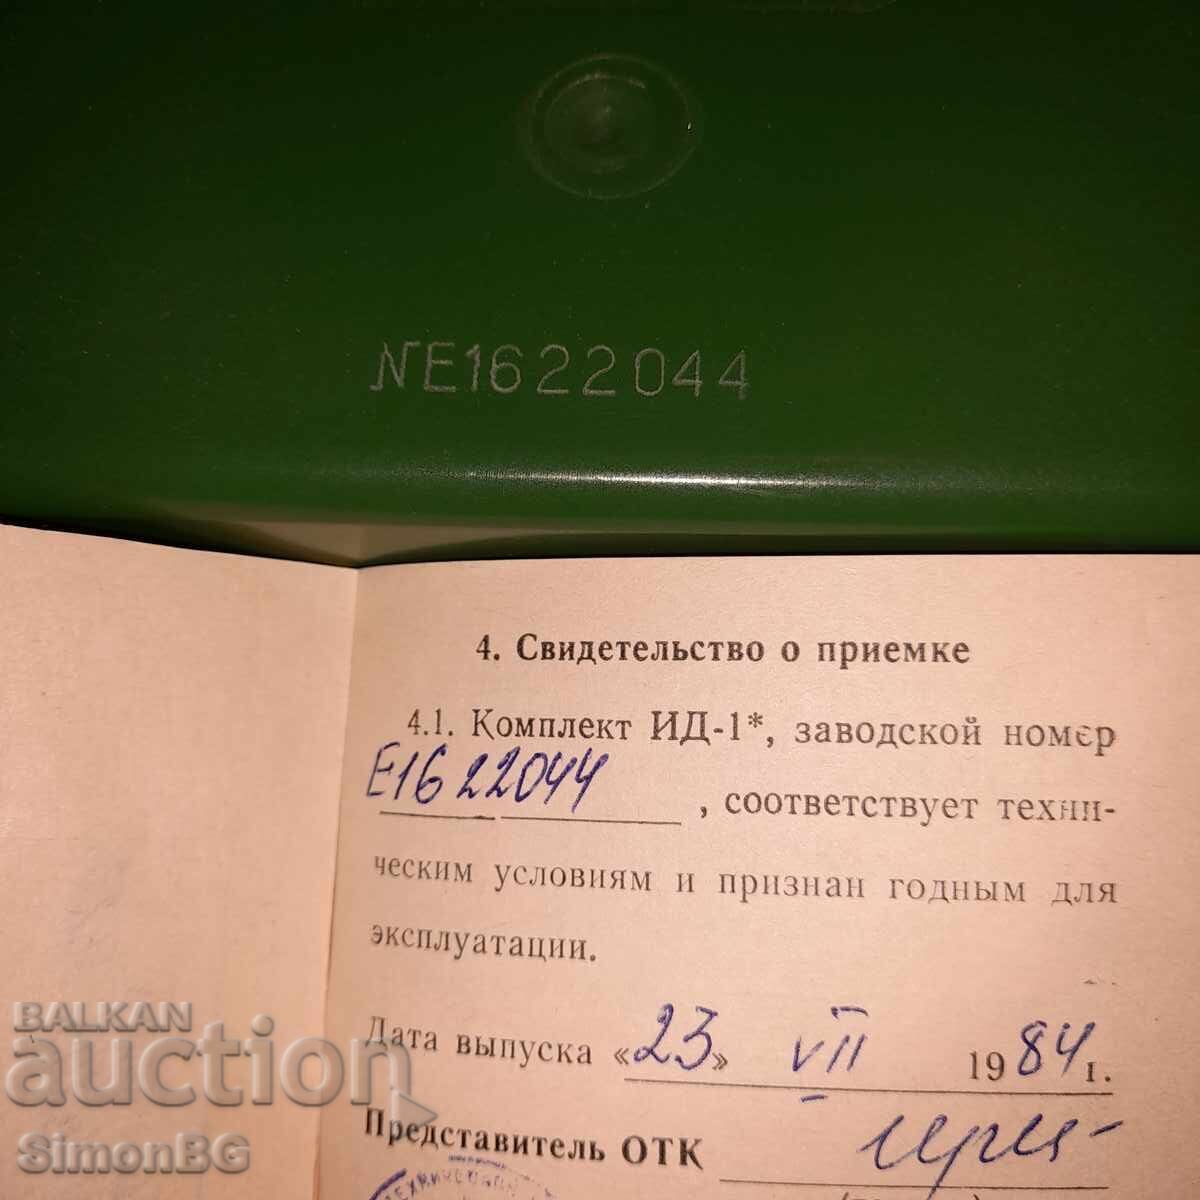 NE1622044
4. Свидетельство о приемке
4.1. Комплект ИД-1*, заводской номер
Е1622044, соответствует техни-
ческим условиям и признан годным для
эксплуатации.
Дата выпуска «23» VII 1984 г.
Представитель ОТК
BALKAN
auction
SimonBG